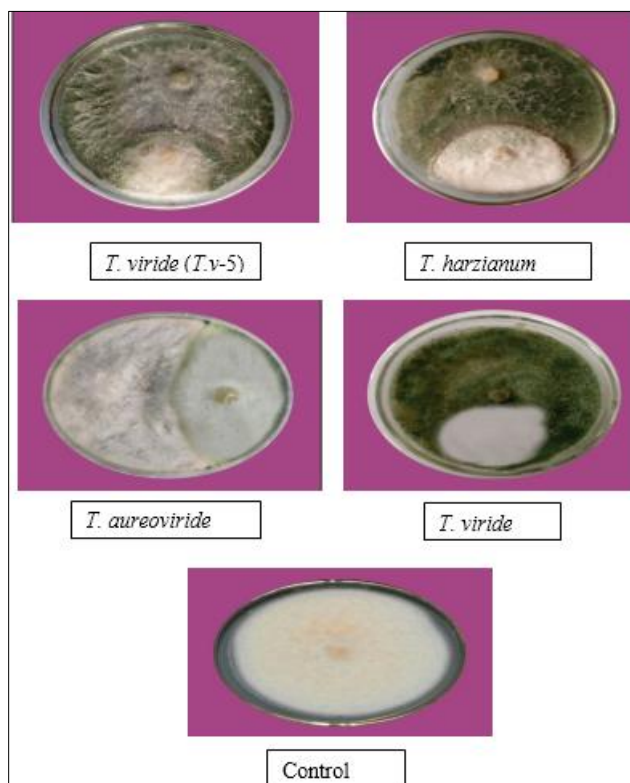 T. viride (T.v-5)
T. harzianum
T. aureoviride
T. viride
Control